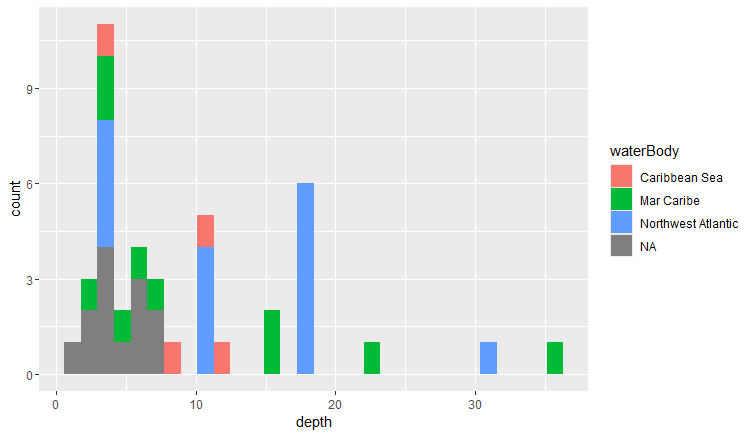 9
6
3
0
count
0
10
20
30
depth
waterBody
Caribbean Sea
Mar Caribe
Northwest Atlantic
NA